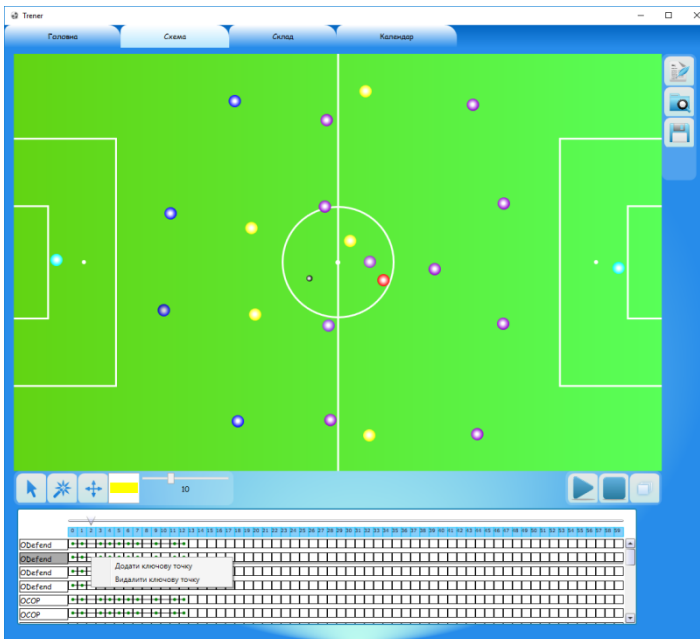 Trener
Головна Схема Склад Календар
10
0 1 2 3 4 5 6 7 8 9 10 11 12 13 14 15 16 17 18 19 20 21 22 23 24 25 26 27 28 29 30 31 32 33 34 35 36 37 38 39 40 41 42 43 44 45 46 47 48 49 50 51 52 53 54 55 56 57 58 59
ODefend
ODefend
Додати ключову точку
ODefend
Видалити ключову точку
ODefend
OCOP
OCOP